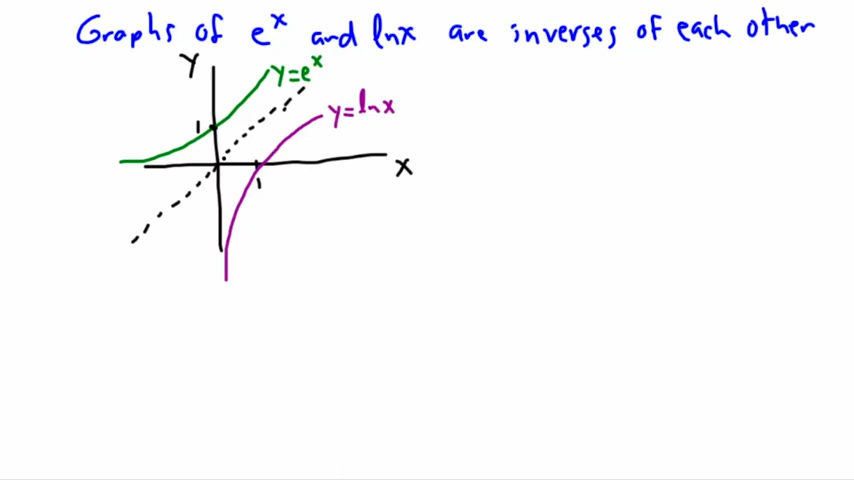 Graphs of e^x and lnx are inverses of each other
Y
y=e^x
y=lnx
1
X
1